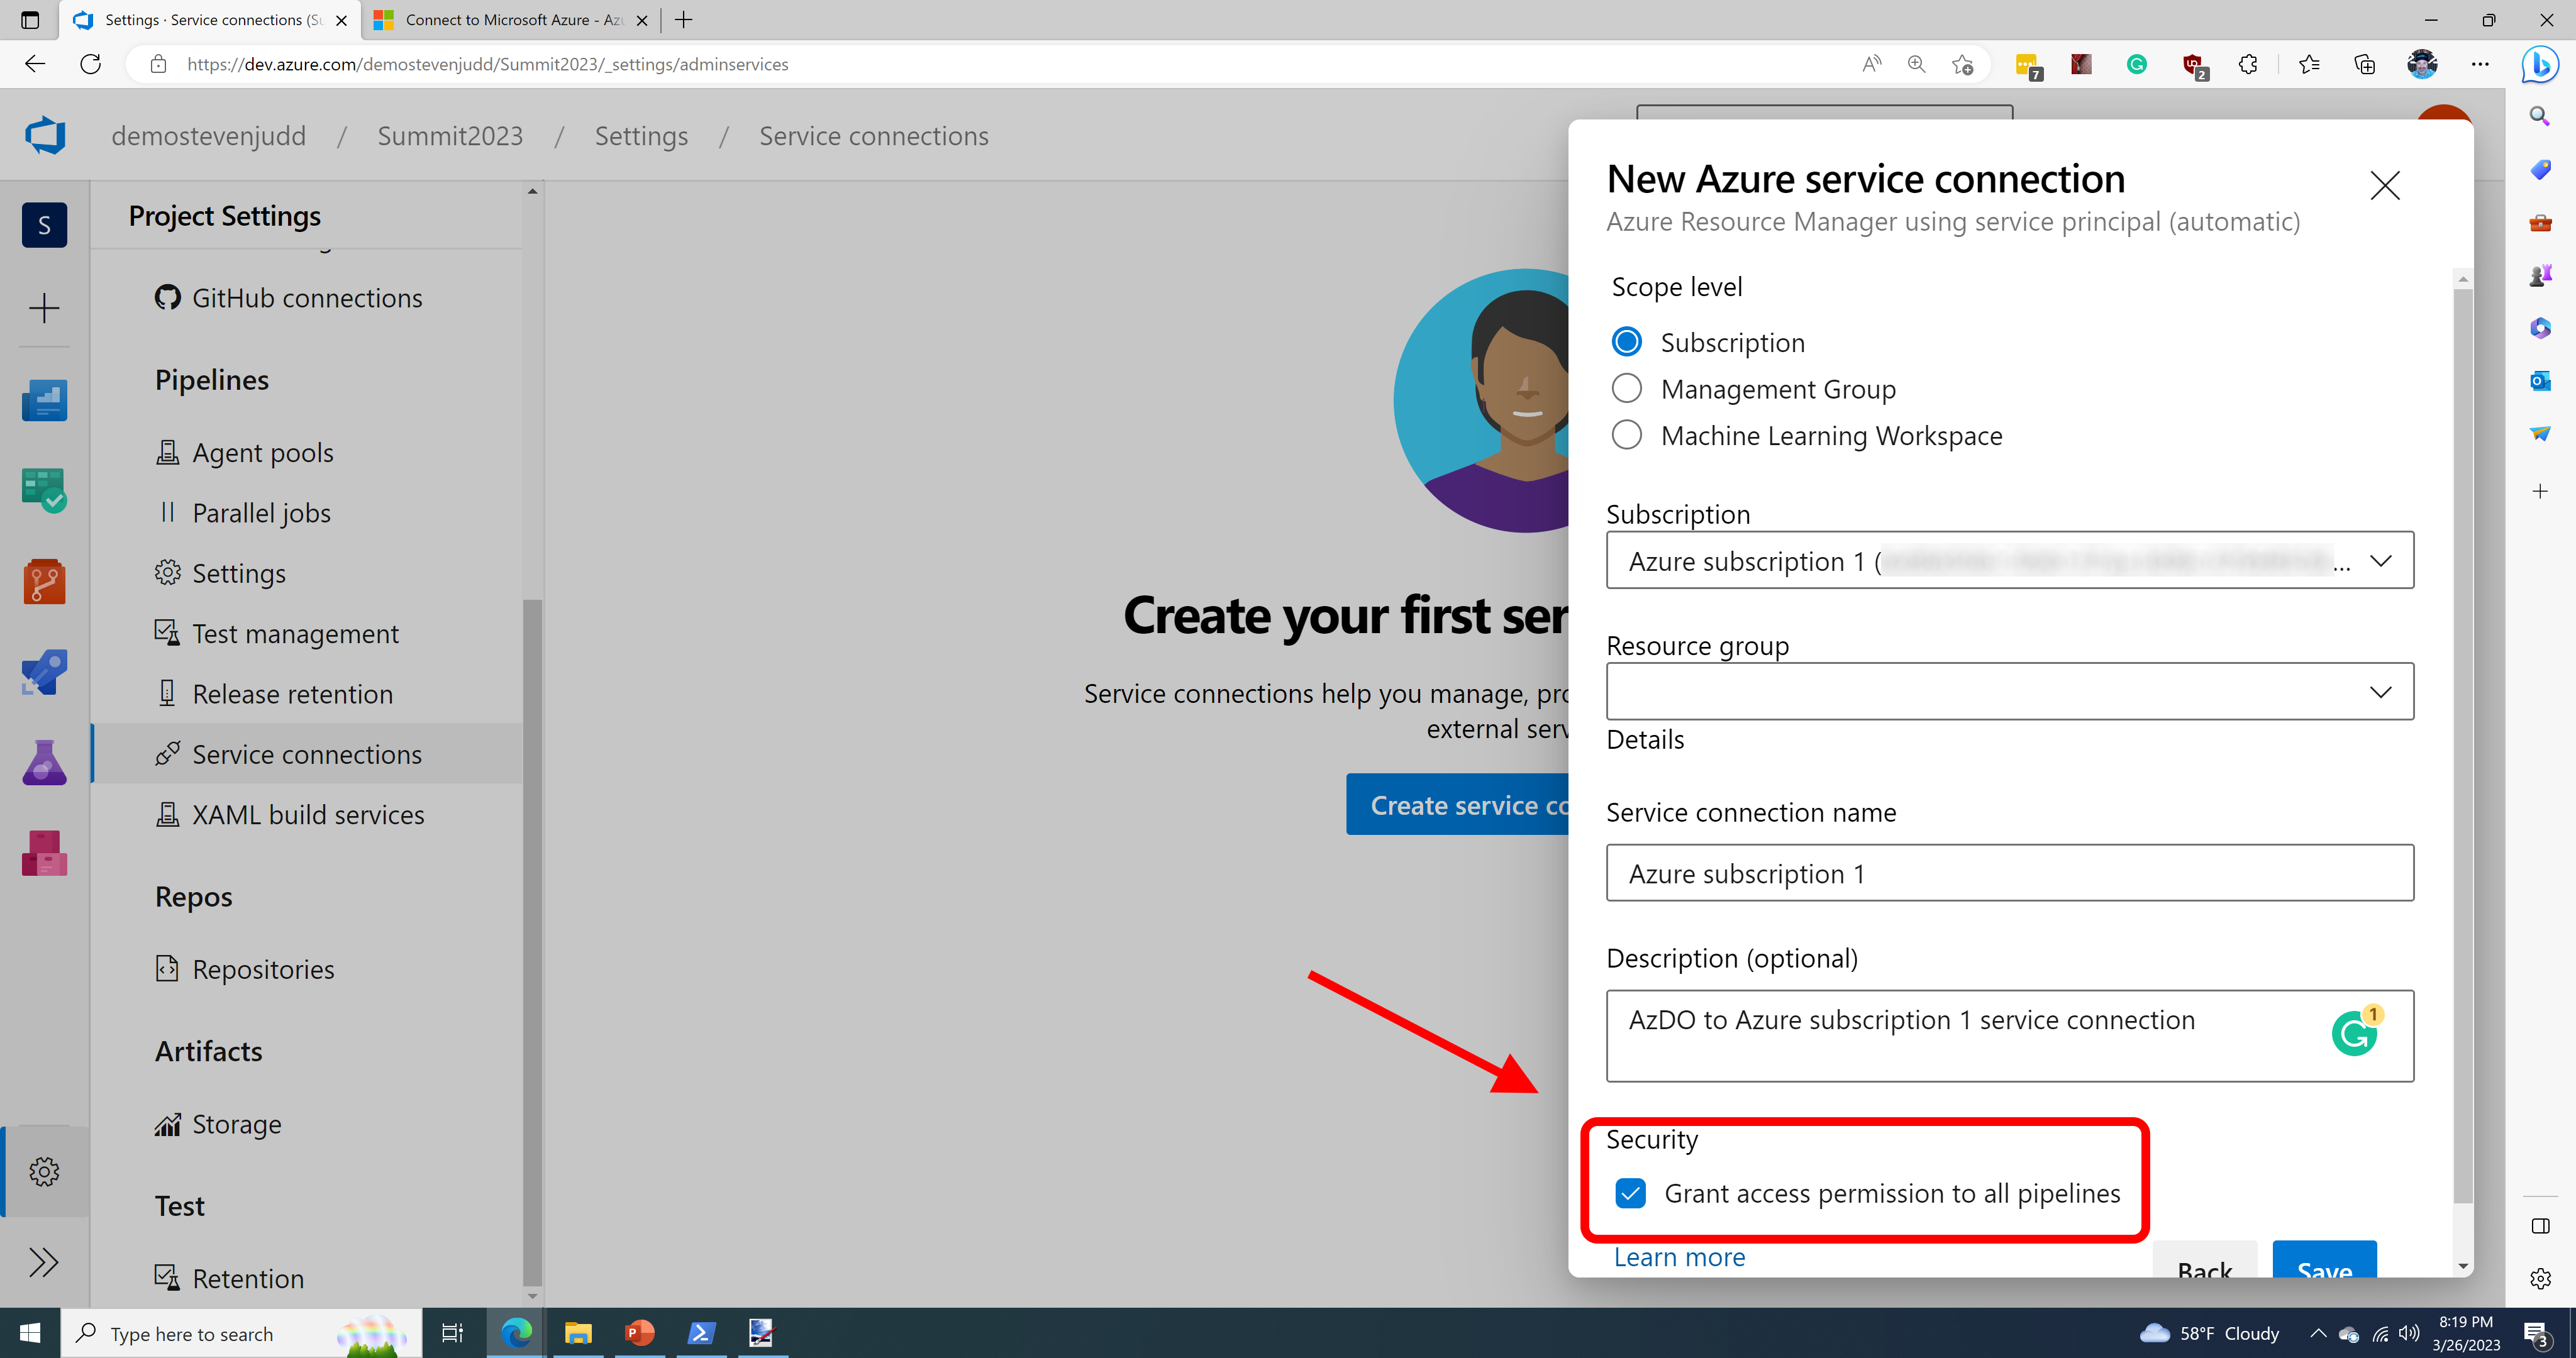 Settings · Service connections (Su
Connect to Microsoft Azure - Azu
https://dev.azure.com/demostevenjudd/Summit2023/_settings/adminservices
7
2
demostevenjudd / Summit2023 / Settings / Service connections
S
Project Settings
GitHub connections
Pipelines
Agent pools
Parallel jobs
Settings
Test management
Release retention
Service connections
XAML build services
Repos
Repositories
Artifacts
Storage
Test
Retention
Create your first ser
Service connections help you manage, pro
external serv
Create service co
New Azure service connection
Azure Resource Manager using service principal (automatic)
Scope level
Subscription
Management Group
Machine Learning Workspace
Subscription
Azure subscription 1 ( ...
Resource group
Details
Service connection name
Azure subscription 1
Description (optional)
AzDO to Azure subscription 1 service connection
1
Security
Grant access permission to all pipelines
Learn more
Back
Save
Type here to search
58°F Cloudy
8:19 PM
3/26/2023
3